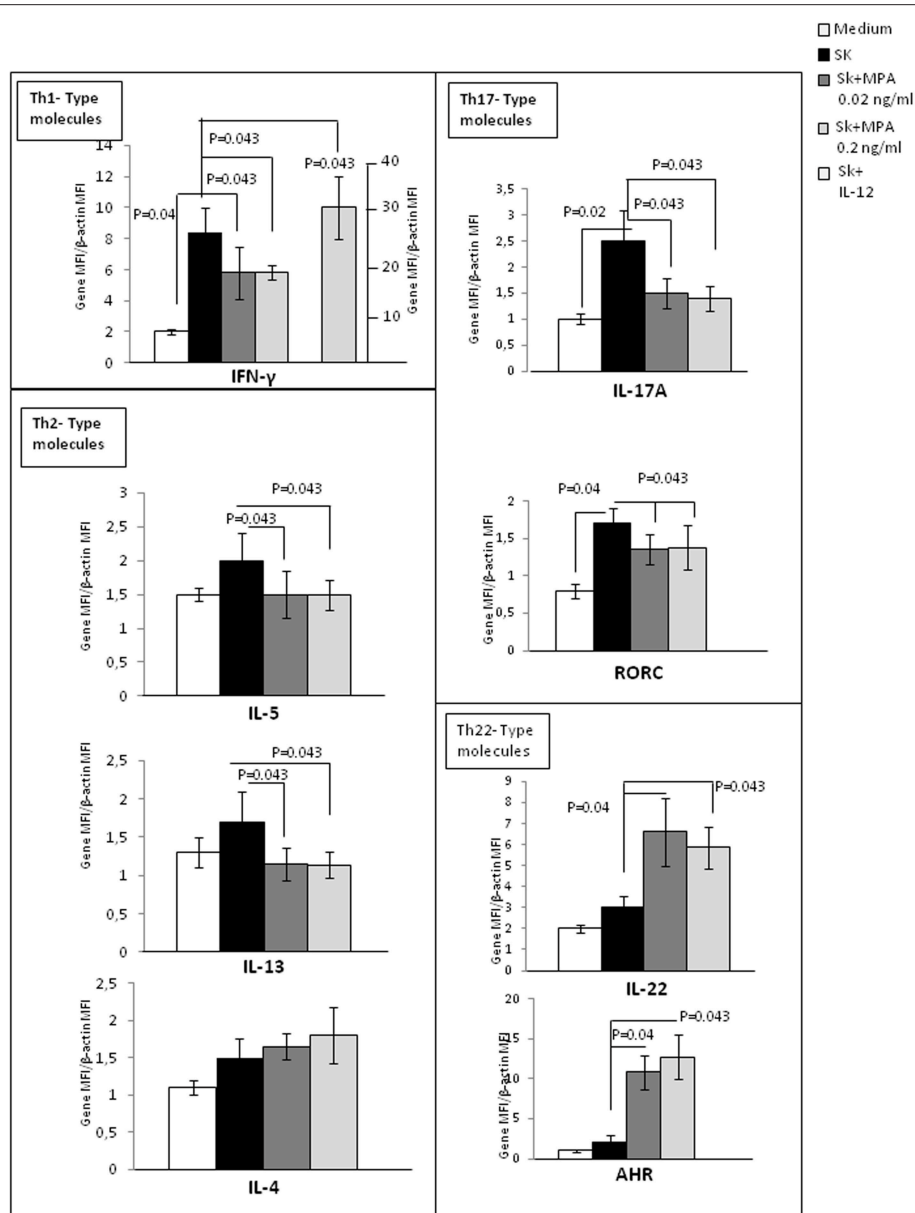 Medium
SK
Sk+MPA
0.02 ng/ml
Sk+MPA
0.2 ng/ml
Sk+
IL-12
Th1- Type
molecules
Gene MFI/β-actin MFI
14
12
10
8
6
4
2
0
P=0.04
P=0.043
P=0.043
P=0.043
40
30
20
10
Gene MFI/β-actin MFI
IFN-γ
Th2- Type
molecules
Gene MFI/β-actin MFI
3
2,5
2
1,5
1
0,5
0
P=0.043
P=0.043
IL-5
Gene MFI/β-actin MFI
2,5
2
1,5
1
0,5
0
P=0.043
P=0.043
IL-13
Gene MFI/β-actin MFI
2,5
2
1,5
1
0,5
0
IL-4
Th17- Type
molecules
Gene MFI/β-actin MFI
3,5
3
2,5
2
1,5
1
0,5
0
P=0.02
P=0.043
P=0.043
IL-17A
Gene MFI/β-actin MFI
2
1,5
1
0,5
0
P=0.04
P=0.043
RORC
Th22- Type
molecules
Gene MFI/β-actin MFI
9
8
7
6
5
4
3
2
1
0
P=0.04
P=0.043
IL-22
Gene MFI/β-actin MFI
20
15
10
5
0
P=0.04
P=0.043
AHR